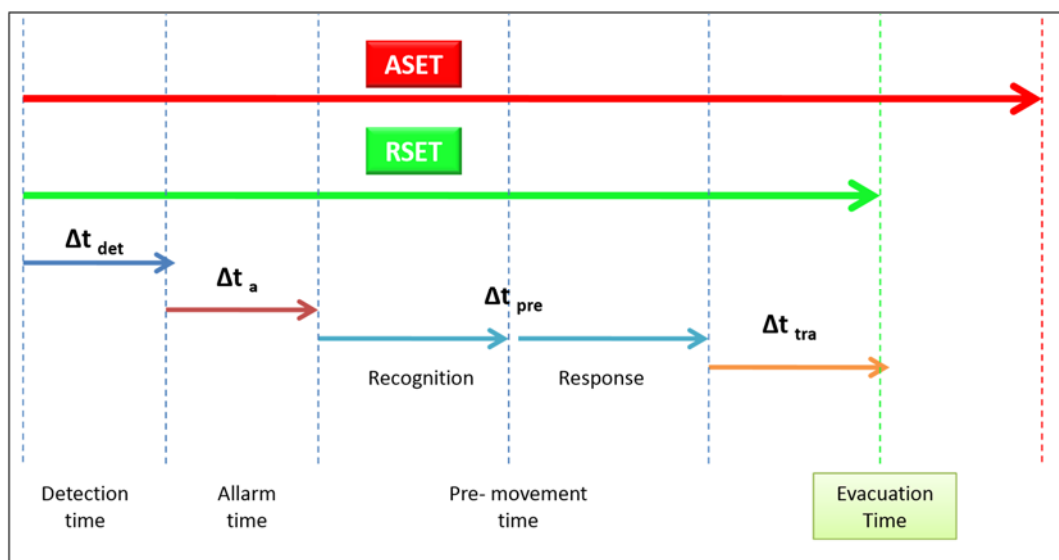 ASET
RSET
Δt det
Δt a
Δt pre
Δt tra
Recognition
Response
Detection
time
Allarm
time
Pre- movement
time
Evacuation
Time